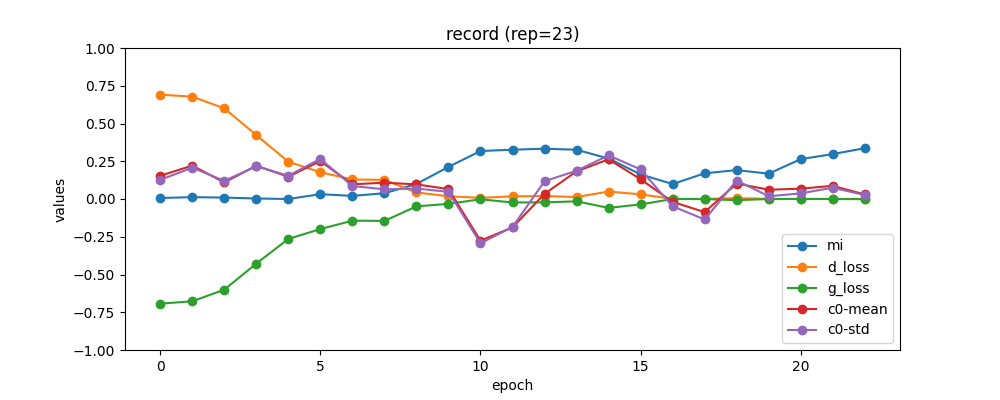 record (rep=23)
1.00
0.75
0.50
0.25
0.00
−0.25
−0.50
−0.75
−1.00
values
0 5 10 15 20
epoch
mi
d_loss
g_loss
c0-mean
c0-std